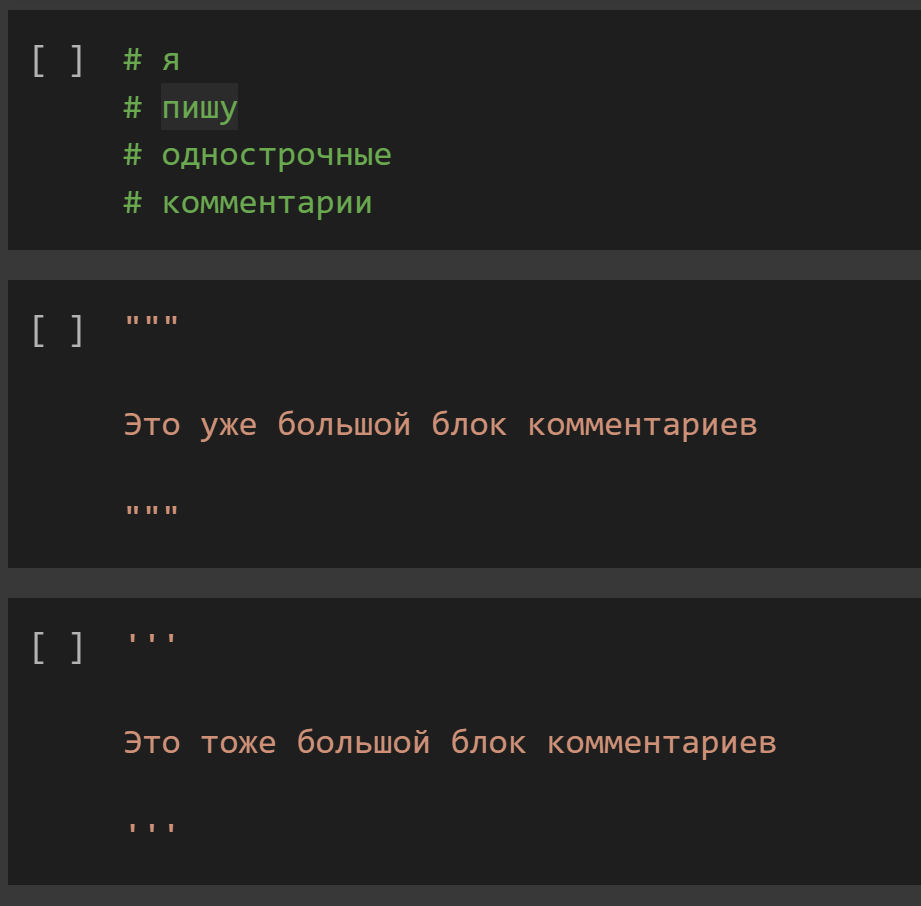 [ ] # я
# пишу
# однострочные
# комментарии
[ ] """
Это уже большой блок комментариев
"""
[ ] '''
Это тоже большой блок комментариев
'''